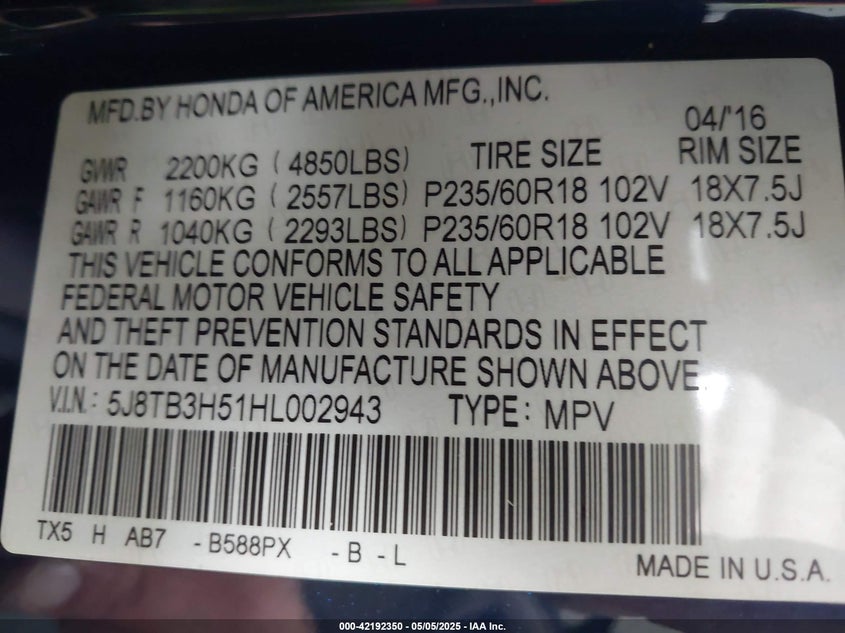 MFD.BY HONDA OF AMERICA MFG.,INC.
04/'16
GVWR 2200KG (4850LBS) TIRE SIZE RIM SIZE
GAWR F 1160KG (2557LBS) P235/60R18 102V 18X7.5J
GAWR R 1040KG (2293LBS) P235/60R18 102V 18X7.5J
THIS VEHICLE CONFORMS TO ALL APPLICABLE
FEDERAL MOTOR VEHICLE SAFETY
AND THEFT PREVENTION STANDARDS IN EFFECT
ON THE DATE OF MANUFACTURE SHOWN ABOVE.
V.I.N.: 5J8TB3H51HL002943 TYPE: MPV
TX5 H AB7 -B588PX -B -L
MADE IN U.S.A.
000-42192350 - 05/05/2025 - IAA Inc.